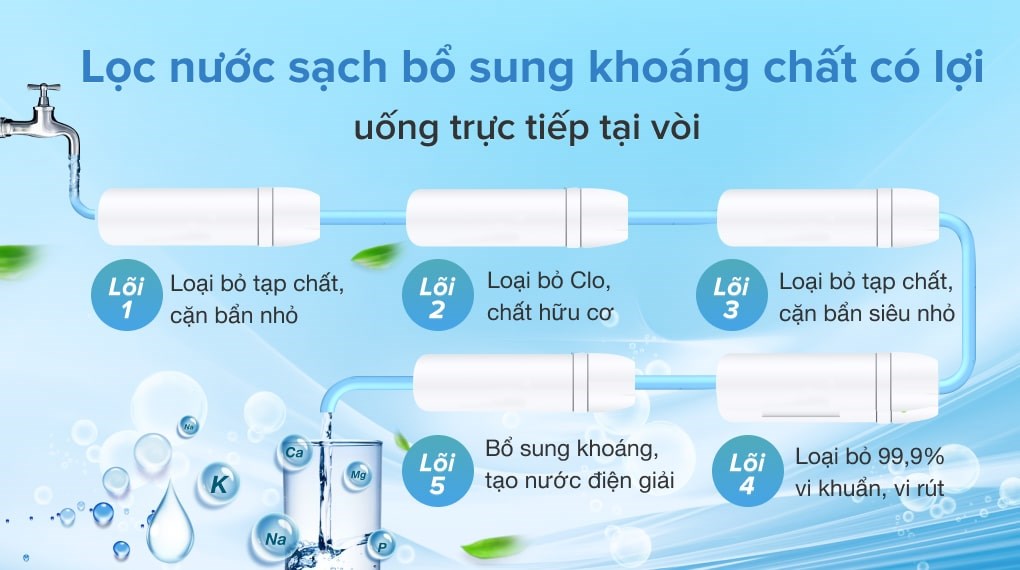 Lọc nước sạch bổ sung khoáng chất có lợi
uống trực tiếp tại vòi
Lõi
1
Loại bỏ tạp chất,
cặn bẩn nhỏ
Lõi
2
Loại bỏ Clo,
chất hữu cơ
Lõi
3
Loại bỏ tạp chất,
cặn bẩn siêu nhỏ
Lõi
5
Bổ sung khoáng,
tạo nước điện giải
Lõi
4
Loại bỏ 99,9%
vi khuẩn, vi rút
Na
Ca
Mg
K
Na
P